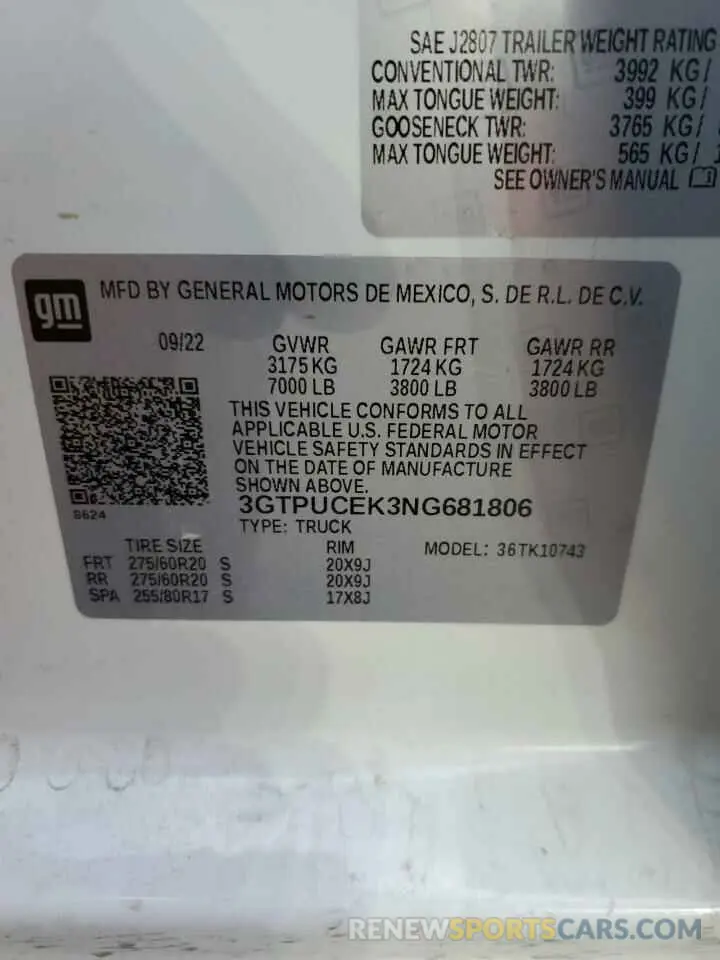 SAE J2807 TRAILER WEIGHT RATING
CONVENTIONAL TWR: 3992 KG/
MAX TONGUE WEIGHT: 399 KG/
GOOSENECK TWR: 3765 KG/
MAX TONGUE WEIGHT: 565 KG/
SEE OWNER'S MANUAL
gm MFD BY GENERAL MOTORS DE MEXICO, S. DE R.L. DE C.V.
09/22 GVWR GAWR FRT GAWR RR
3175 KG 1724 KG 1724 KG
7000 LB 3800 LB 3800 LB
THIS VEHICLE CONFORMS TO ALL
APPLICABLE U.S. FEDERAL MOTOR
VEHICLE SAFETY STANDARDS IN EFFECT
ON THE DATE OF MANUFACTURE
SHOWN ABOVE.
8624
3GTPUCEK3NG681806
TYPE: TRUCK
TIRE SIZE RIM MODEL: 36TK10743
FRT 275/60R20 S 20X9J
RR 275/60R20 S 20X9J
SPA 255/80R17 S 17X8J
RENEWSPORTSCARS.COM